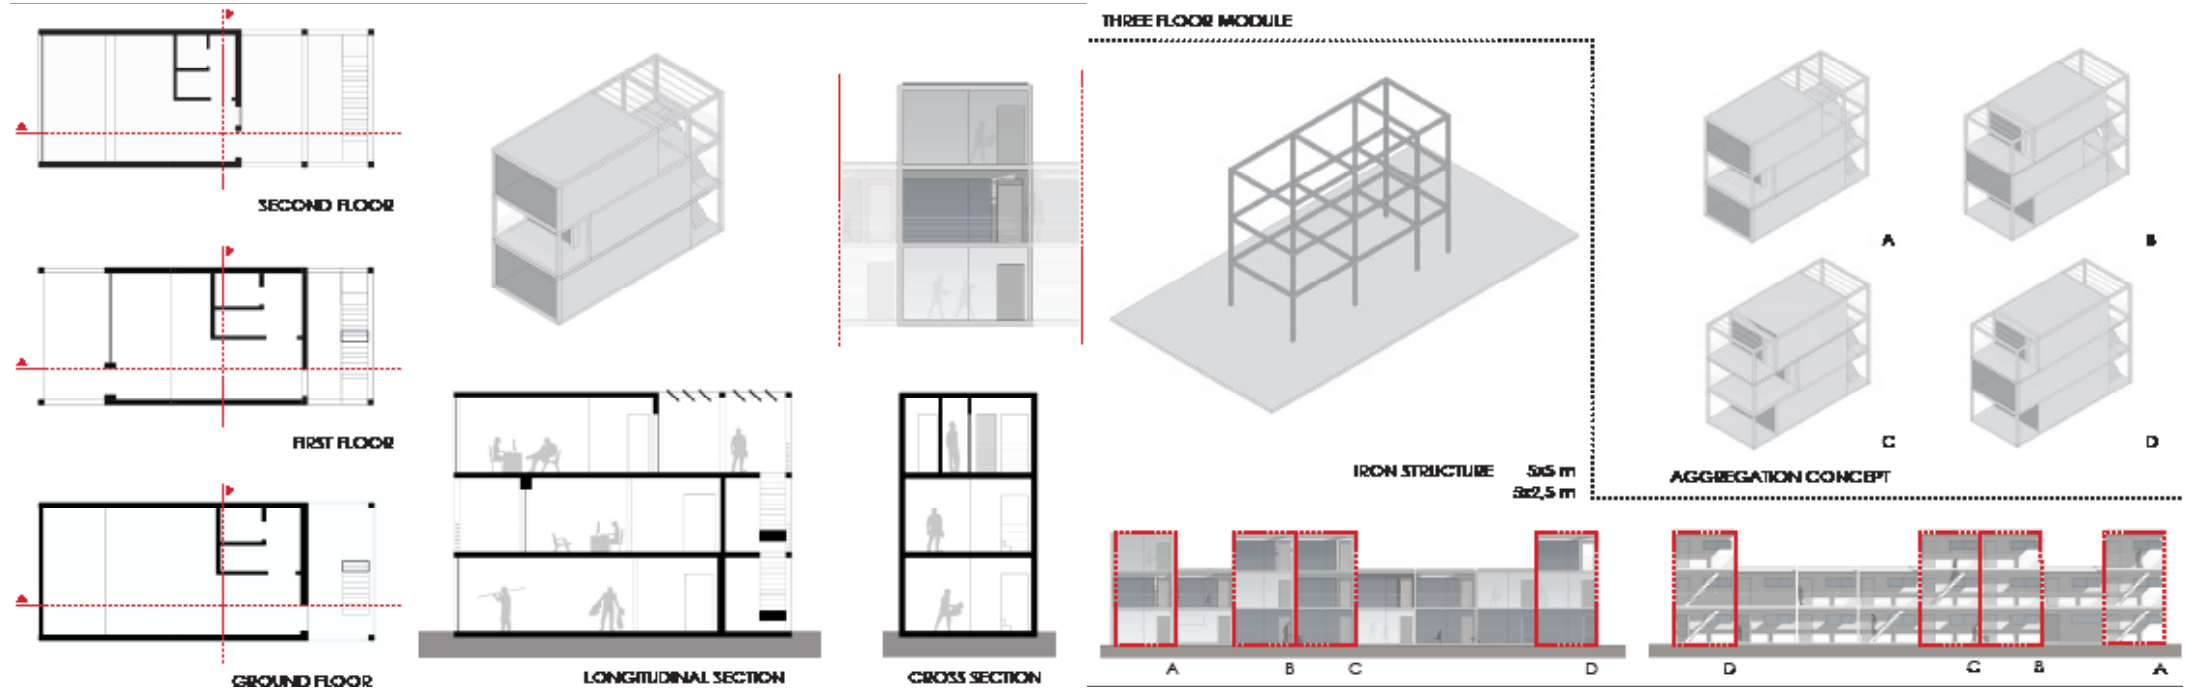 SECOND FLOOR
FIRST FLOOR
GROUND FLOOR
LONGITUDINAL SECTION
CROSS SECTION
THREE FLOOR MODULE
IRON STRUCTURE 5x5 m
5x2,5 m
A
B
C
D
AGGREGATION CONCEPT
A
B
C
D
D
C
B
A